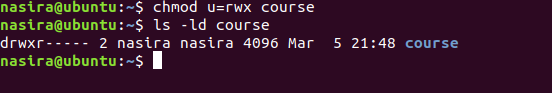 nasira@ubuntu:~$ chmod u=rwx course
nasira@ubuntu:~$ ls -ld course
drwxr----- 2 nasira nasira 4096 Mar  5 21:48 course
nasira@ubuntu:~$